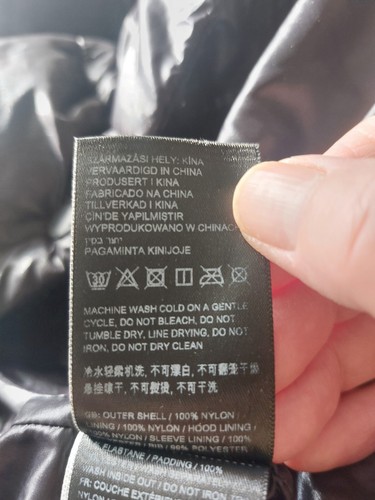 SZÁRMAZÁSI HELY: KÍNA
VERVAARDIGD IN CHINA
PRODUSERT I KINA
FABRICADO NA CHINA
TILLVERKAD I KINA
ÇİN'DE YAPILMIŞTIR
WYPRODUKOWANO W CHINACH
PAGAMINTA KINIJOJE
30
MACHINE WASH COLD ON A GENTLE
CYCLE, DO NOT BLEACH, DO NOT
TUMBLE DRY, LINE DRYING, DO NOT
IRON, DO NOT DRY CLEAN
冷水轻柔机洗, 不可漂白, 不可翻滚干燥
悬挂晾干, 不可熨烫, 不可干洗
GB: OUTER SHELL / 100% NYLON
LINING / 100% NYLON / HOOD LINING /
100% NYLON / SLEEVE LINING / 100%
RIB / 99% POLYESTER
ELASTANE / PADDING / 100%
WASH INSIDE OUT / DO NOT IRON
FR: COUCHE
NYLON